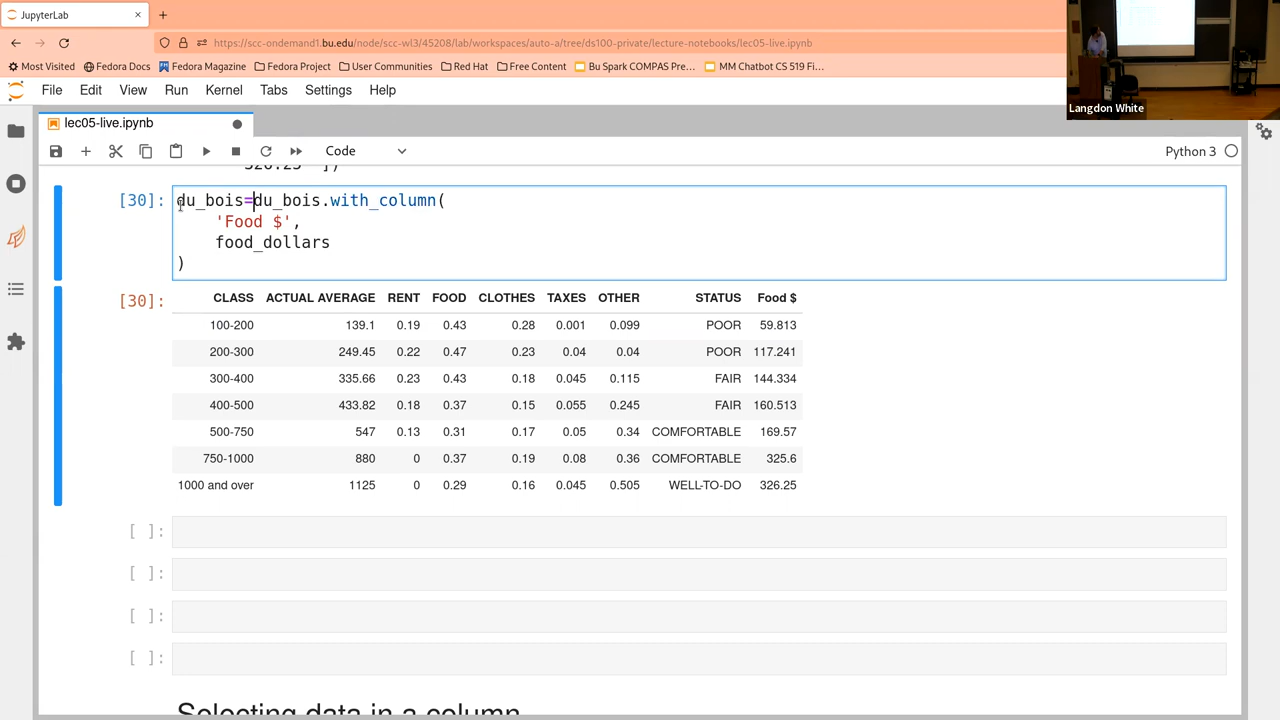 JupyterLab
https://scc-ondemand1.bu.edu/node/scc-wl3/45208/lab/workspaces/auto-a/tree/ds100-private/lecture-notebooks/lec05-live.ipynb
Most Visited Fedora Docs Fedora Magazine Fedora Project User Communities Red Hat Free Content Bu Spark COMPAS Pre… MM Chatbot CS 519 Fi…
Langdon White
File Edit View Run Kernel Tabs Settings Help
lec05-live.ipynb
Code Python 3
[30]: du_bois=du_bois.with_column(
'Food $',
food_dollars
)
[30]: CLASS ACTUAL AVERAGE RENT FOOD CLOTHES TAXES OTHER STATUS Food $
100-200 139.1 0.19 0.43 0.28 0.001 0.099 POOR 59.813
200-300 249.45 0.22 0.47 0.23 0.04 0.04 POOR 117.241
300-400 335.66 0.23 0.43 0.18 0.045 0.115 FAIR 144.334
400-500 433.82 0.18 0.37 0.15 0.055 0.245 FAIR 160.513
500-750 547 0.13 0.31 0.17 0.05 0.34 COMFORTABLE 169.57
750-1000 880 0 0.37 0.19 0.08 0.36 COMFORTABLE 325.6
1000 and over 1125 0 0.29 0.16 0.045 0.505 WELL-TO-DO 326.25
[ ]:
[ ]:
[ ]:
[ ]:
Selecting data in a column